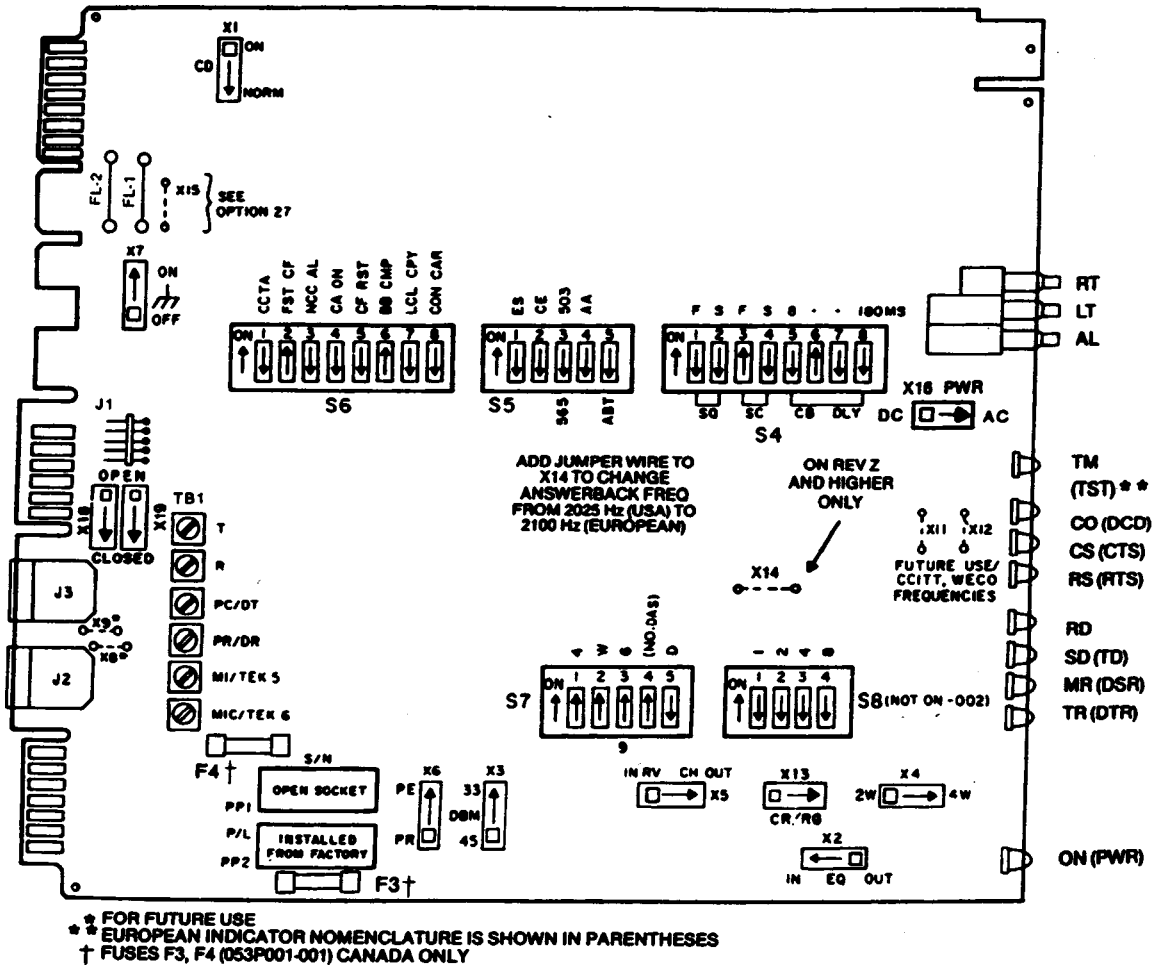 X1
ON
CD
NORM
FL-2
FL-1
X15
SEE
OPTION 27
X7
ON
OFF
CCTA
FST CF
NCC AL
CA ON
CF RST
BB CMP
LCL CPY
CON CAR
ON
1 2 3 4 5 6 7 8
S6
ES
CE
503
AA
ON
1 2 3 4 5
S5
S65
ABT
F S F S 8 - - 180MS
ON
1 2 3 4 5 6 7 8
SQ SC CB DLY
S4
RT
LT
AL
X16 PWR
DC AC
J1
OPEN
X18
X19
CLOSED
TB1
T
R
PC/DT
PR/DR
MI/TEK 5
MIC/TEK 6
J3
X9*
X8*
J2
ADD JUMPER WIRE TO
X14 TO CHANGE
ANSWERBACK FREQ
FROM 2025 Hz (USA) TO
2100 Hz (EUROPEAN)
ON REV Z
AND HIGHER
ONLY
X14
X11
X12
FUTURE USE/
CCITT, WECO
FREQUENCIES
TM
(TST) * *
CO (DCD)
CS (CTS)
RS (RTS)
RD
SD (TD)
MR (DSR)
TR (DTR)
4 W 6 (NO.DAS) D
ON
1 2 3 4 5
S7
9
1 2 4 8
ON
1 2 3 4
S8 (NOT ON -002)
F4 †
S/N
OPEN SOCKET
PP1
P/L
INSTALLED
FROM FACTORY
PP2
F3 †
X6
PE
PR
X3
33
DBM
45
IN RV CH OUT
X5
X13
CR/RG
X4
2W 4W
X2
IN EQ OUT
ON (PWR)
* FOR FUTURE USE
* * EUROPEAN INDICATOR NOMENCLATURE IS SHOWN IN PARENTHESES
† FUSES F3, F4 (053P001-001) CANADA ONLY